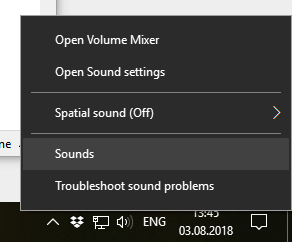 Open Volume Mixer
Open Sound settings
Spatial sound (Off)
Sounds
Troubleshoot sound problems
ENG
13:45
03.08.2018